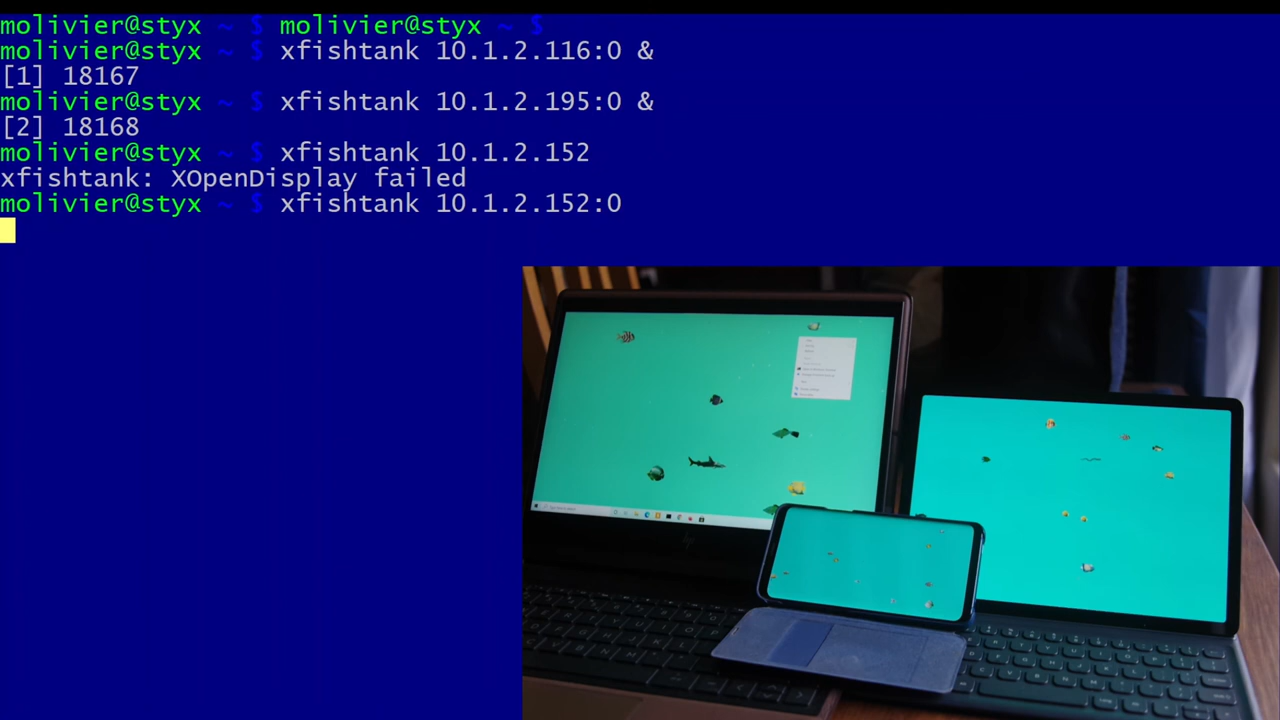 molivier@styx ~ $ molivier@styx ~ $
molivier@styx ~ $ xfishtank 10.1.2.116:0 &
[1] 18167
molivier@styx ~ $ xfishtank 10.1.2.195:0 &
[2] 18168
molivier@styx ~ $ xfishtank 10.1.2.152
xfishtank: XOpenDisplay failed
molivier@styx ~ $ xfishtank 10.1.2.152:0